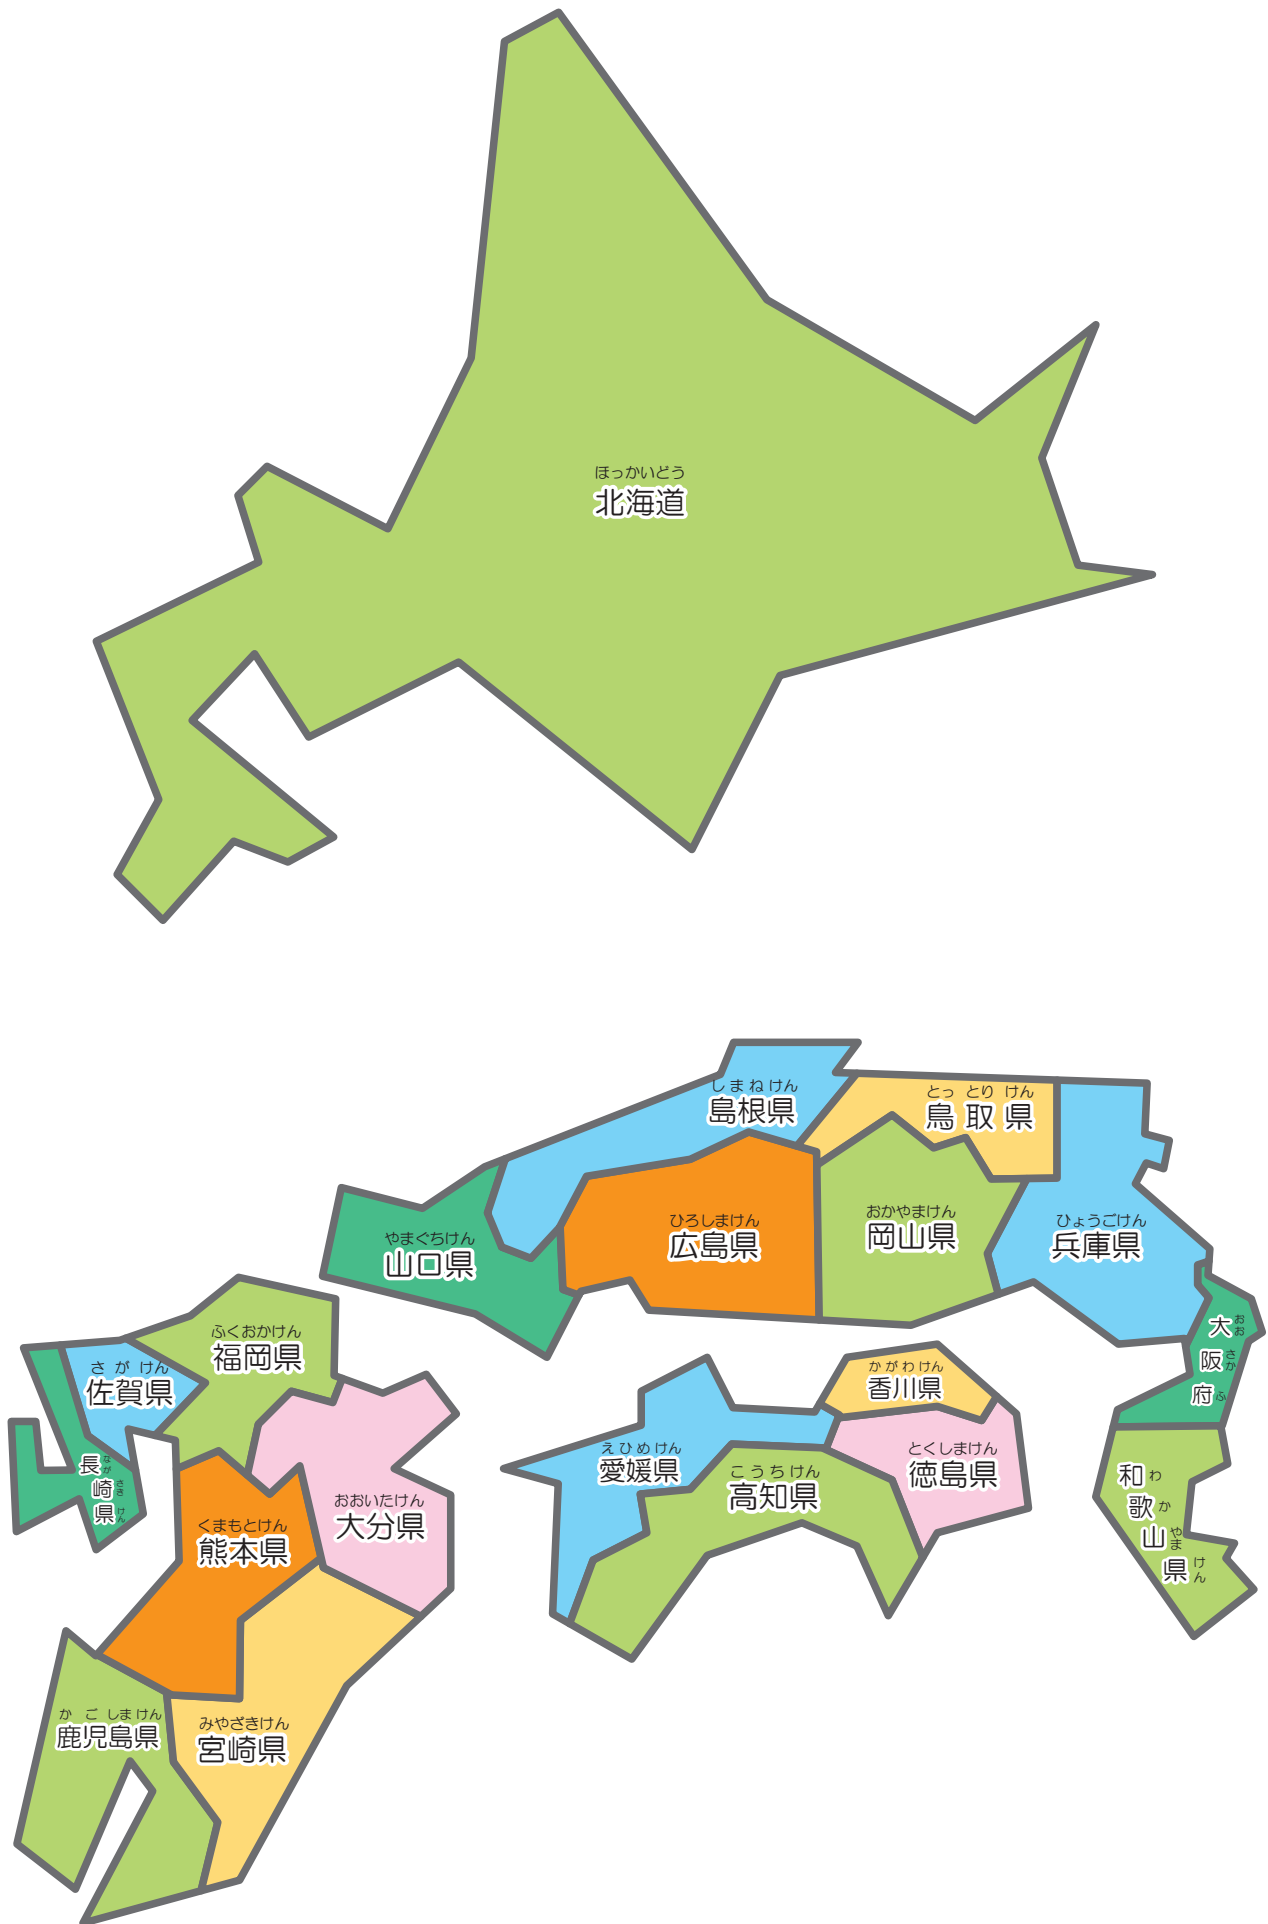 ほっかいどう
北海道
しまねけん
島根県
とっとりけん
鳥取県
ひろしまけん
広島県
おかやまけん
岡山県
ひょうごけん
兵庫県
やまぐちけん
山口県
おおさかふ
大阪府
ふくおかけん
福岡県
さがけん
佐賀県
かがわけん
香川県
えひめけん
愛媛県
とくしまけん
徳島県
こうちけん
高知県
わかやまけん
和歌山県
ながさきけん
長崎県
おおいたけん
大分県
くまもとけん
熊本県
かごしまけん
鹿児島県
みやざきけん
宮崎県